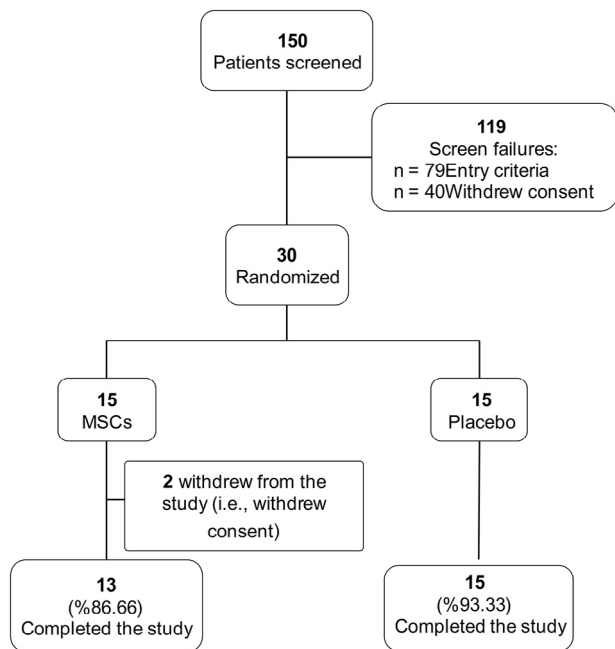 150
Patients screened
119
Screen failures:
n = 79Entry criteria
n = 40Withdrew consent
30
Randomized
15
MSCs
15
Placebo
2 withdrew from the
study (i.e., withdrew
consent)
13
(%86.66)
Completed the study
15
(%93.33)
Completed the study